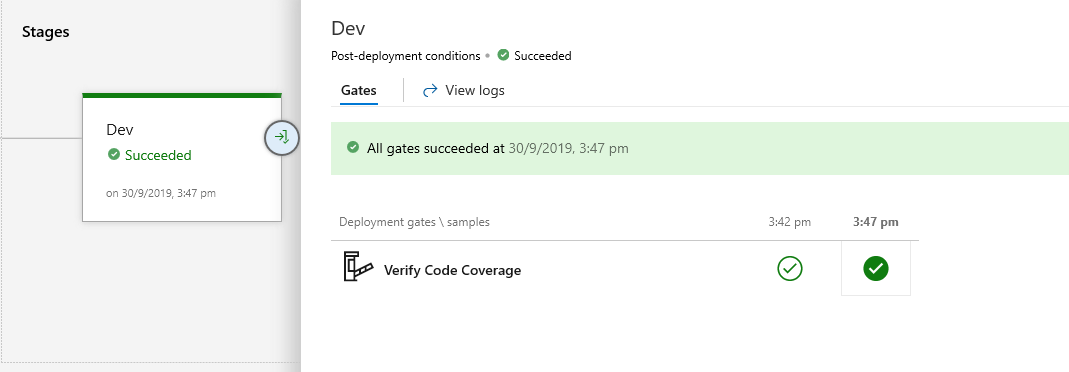 Stages
Dev
Succeeded
on 30/9/2019, 3:47 pm
Dev
Post-deployment conditions • Succeeded
Gates View logs
All gates succeeded at 30/9/2019, 3:47 pm
Deployment gates \ samples 3:42 pm 3:47 pm
Verify Code Coverage